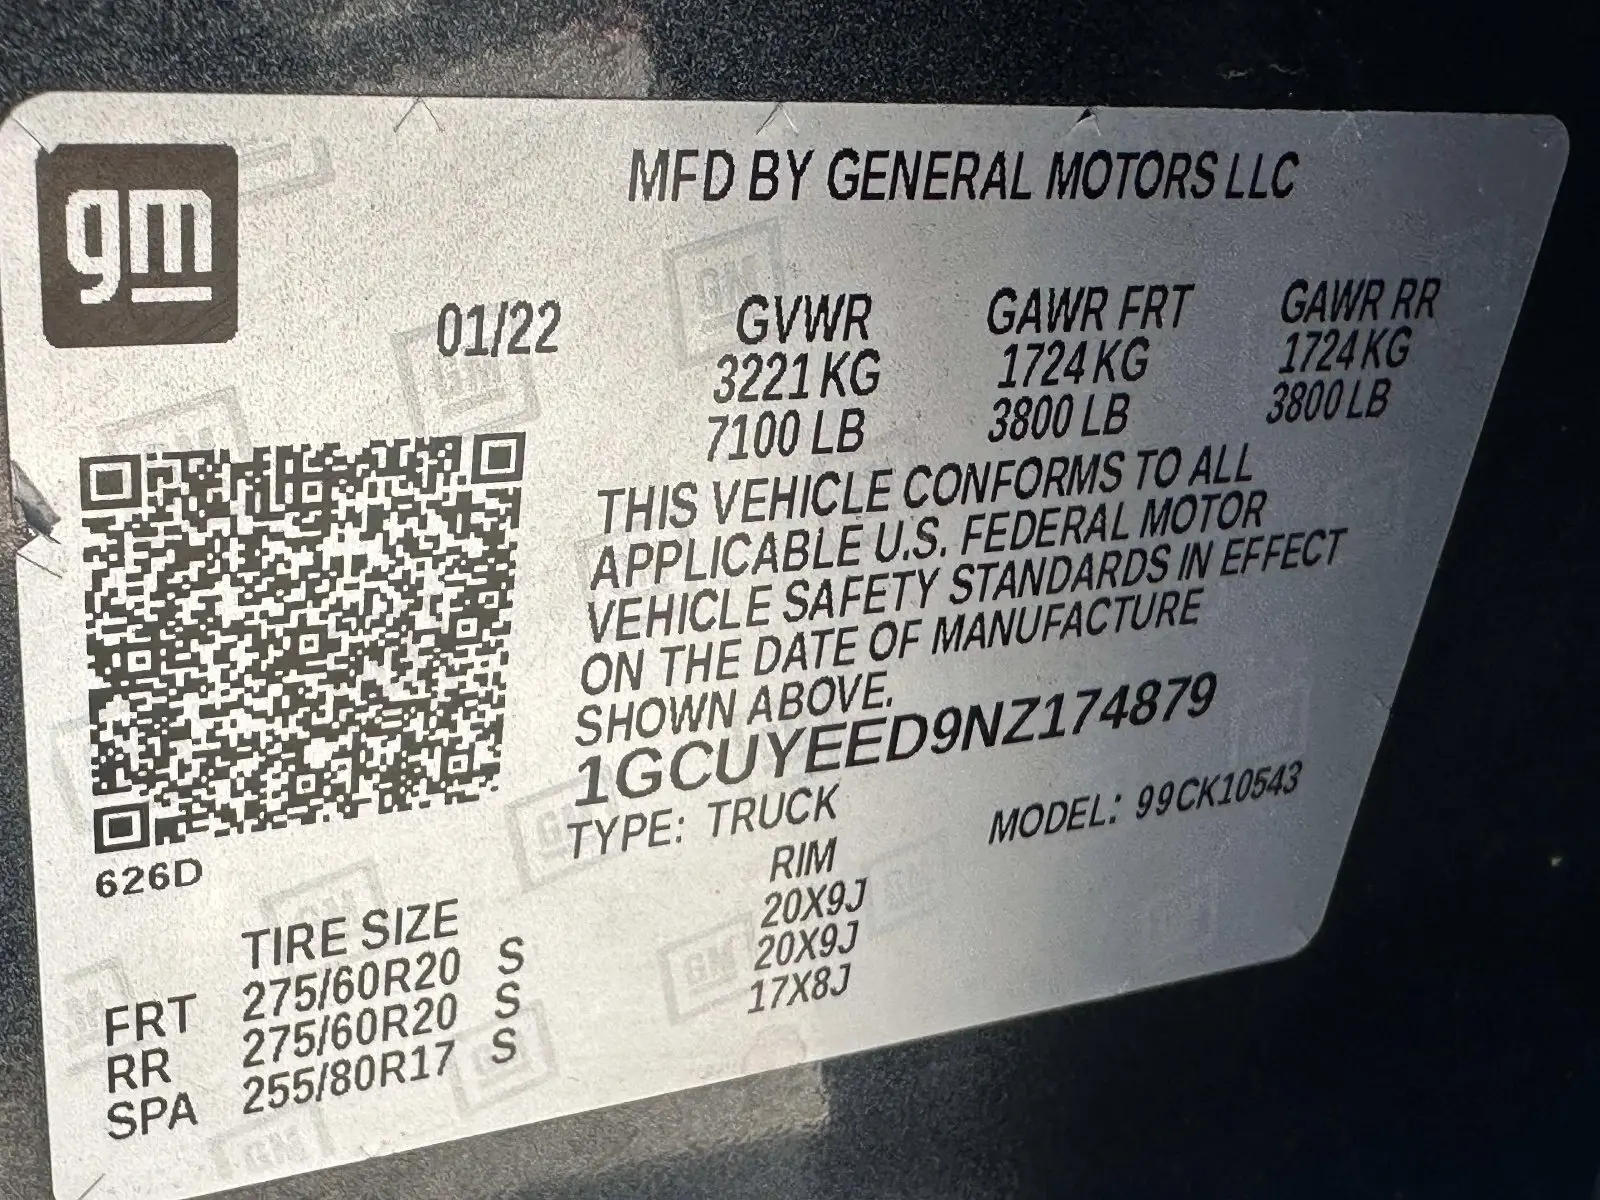 gm
MFD BY GENERAL MOTORS LLC
01/22
GVWR GAWR FRT GAWR RR
3221 KG 1724 KG 1724 KG
7100 LB 3800 LB 3800 LB
THIS VEHICLE CONFORMS TO ALL
APPLICABLE U.S. FEDERAL MOTOR
VEHICLE SAFETY STANDARDS IN EFFECT
ON THE DATE OF MANUFACTURE
SHOWN ABOVE.
1GCUYEED9NZ174879
TYPE: TRUCK MODEL: 99CK10543
626D
TIRE SIZE RIM
FRT 275/60R20 S 20X9J
RR 275/60R20 S 20X9J
SPA 255/80R17 S 17X8J